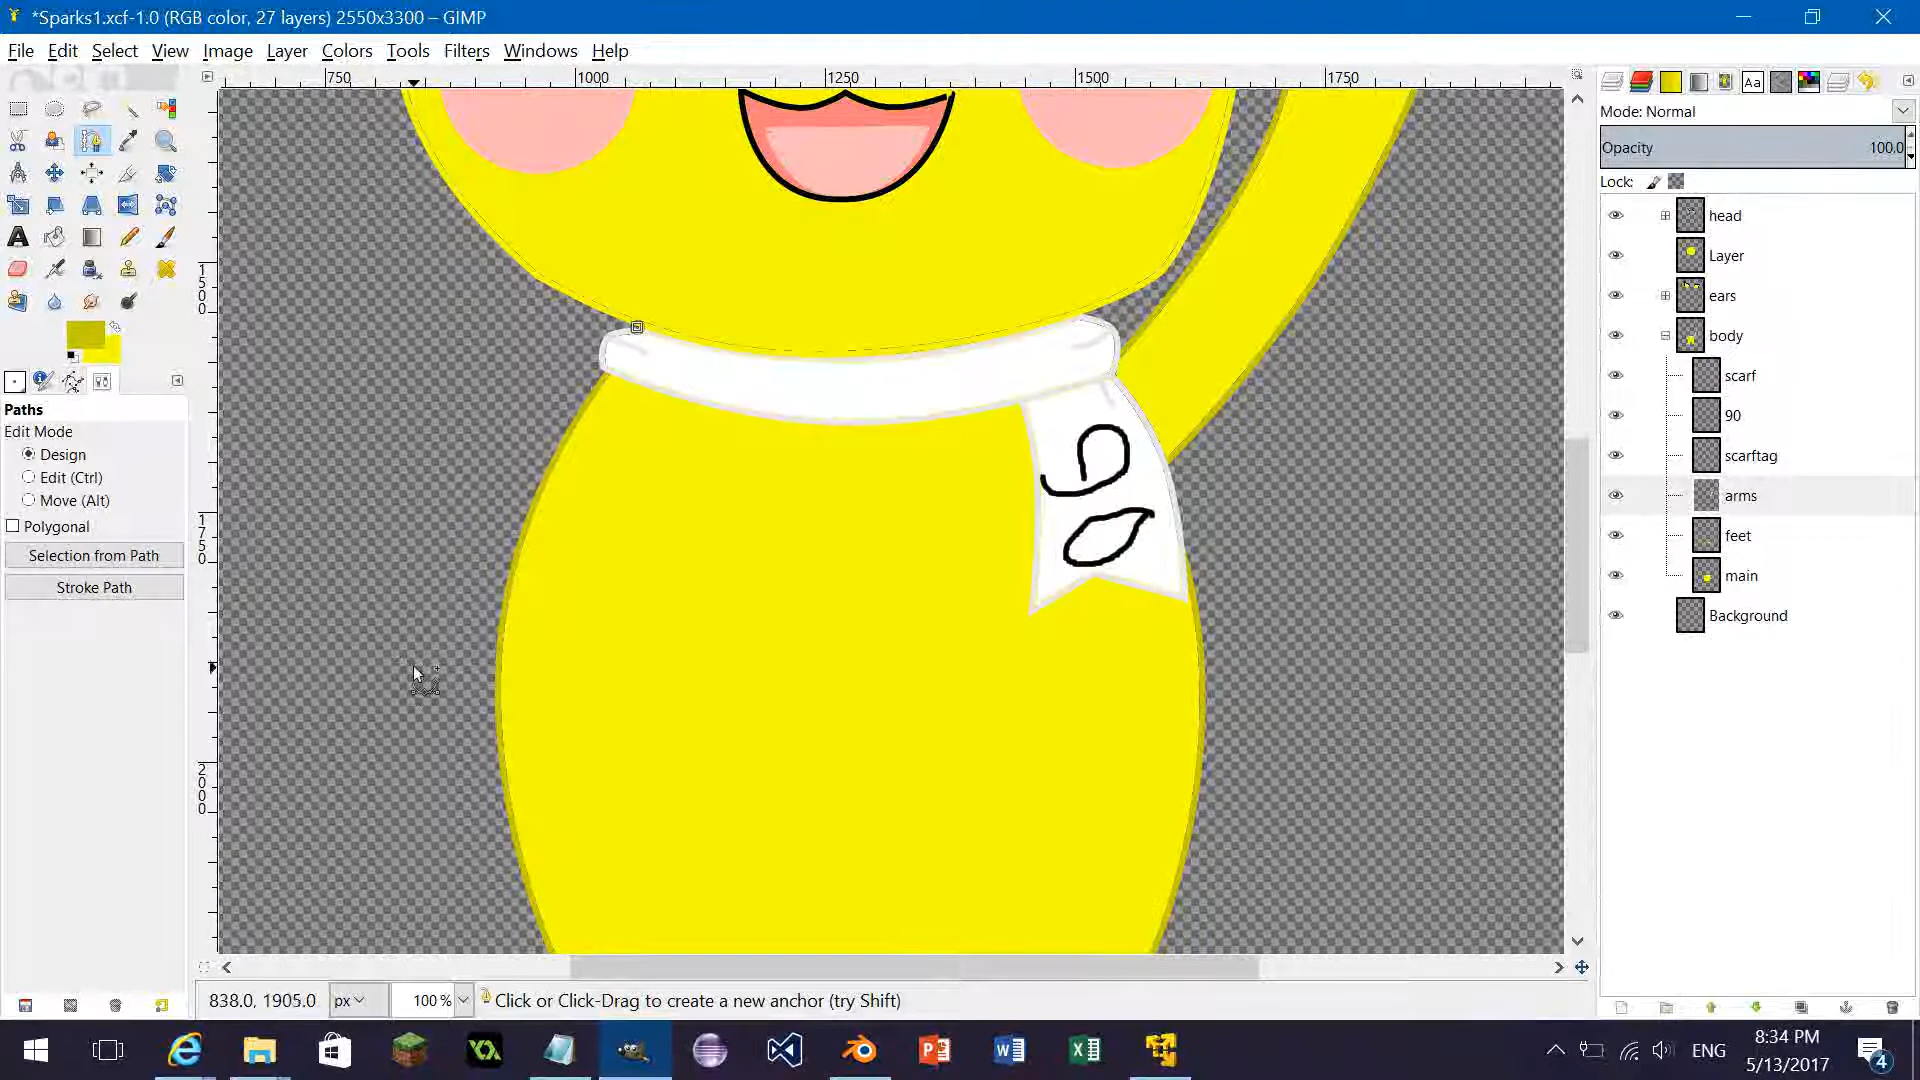 *Sparks1.xcf-1.0 (RGB color, 27 layers) 2550x3300 – GIMP
File Edit Select View Image Layer Colors Tools Filters Windows Help
750 1000 1250 1500 1750
Mode: Normal
Opacity 100.0
Lock:
head
Layer
ears
body
scarf
90
scarftag
arms
feet
main
Background
1500
1750
2000
90
Paths
Edit Mode
Design
Edit (Ctrl)
Move (Alt)
Polygonal
Selection from Path
Stroke Path
838.0, 1905.0 px 100 % Click or Click-Drag to create a new anchor (try Shift)
ENG
8:34 PM
5/13/2017
4